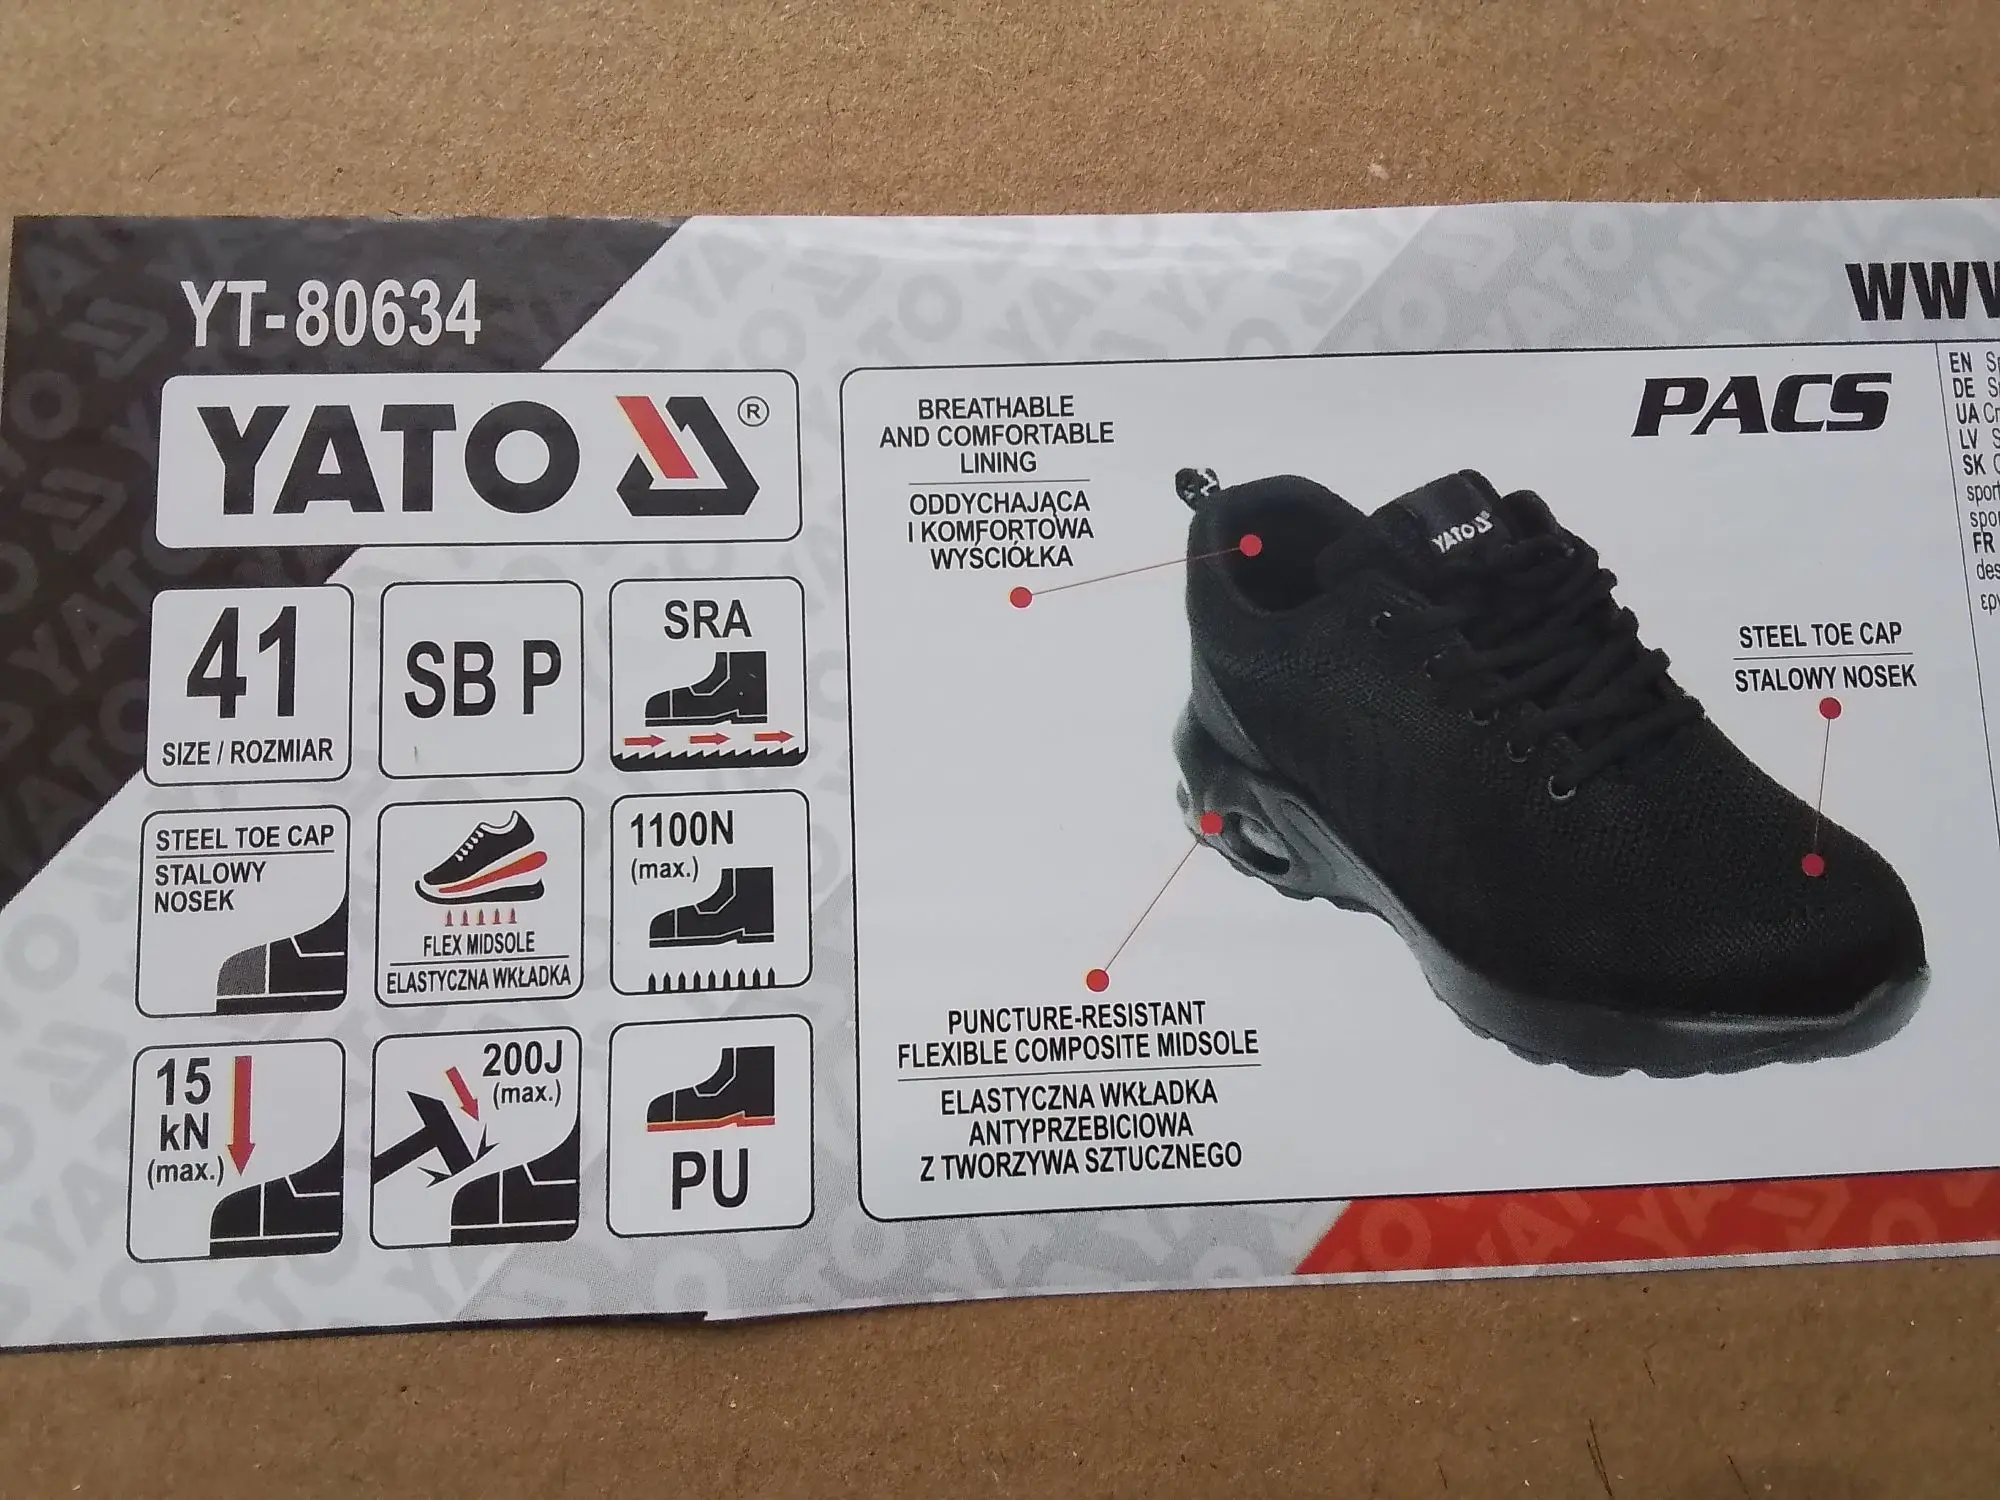 YT-80634
YATO ®
41
SIZE / ROZMIAR
SB P
SRA
STEEL TOE CAP
STALOWY
NOSEK
FLEX MIDSOLE
ELASTYCZNA WKŁADKA
1100N
(max.)
15
kN
(max.)
200J
(max.)
PU
BREATHABLE
AND COMFORTABLE
LINING
ODDYCHAJĄCA
I KOMFORTOWA
WYŚCIÓŁKA
PACS
YATO
STEEL TOE CAP
STALOWY NOSEK
PUNCTURE-RESISTANT
FLEXIBLE COMPOSITE MIDSOLE
ELASTYCZNA WKŁADKA
ANTYPRZEBICIOWA
Z TWORZYWA SZTUCZNEGO
EN
DE
UA
LV
SK
FR